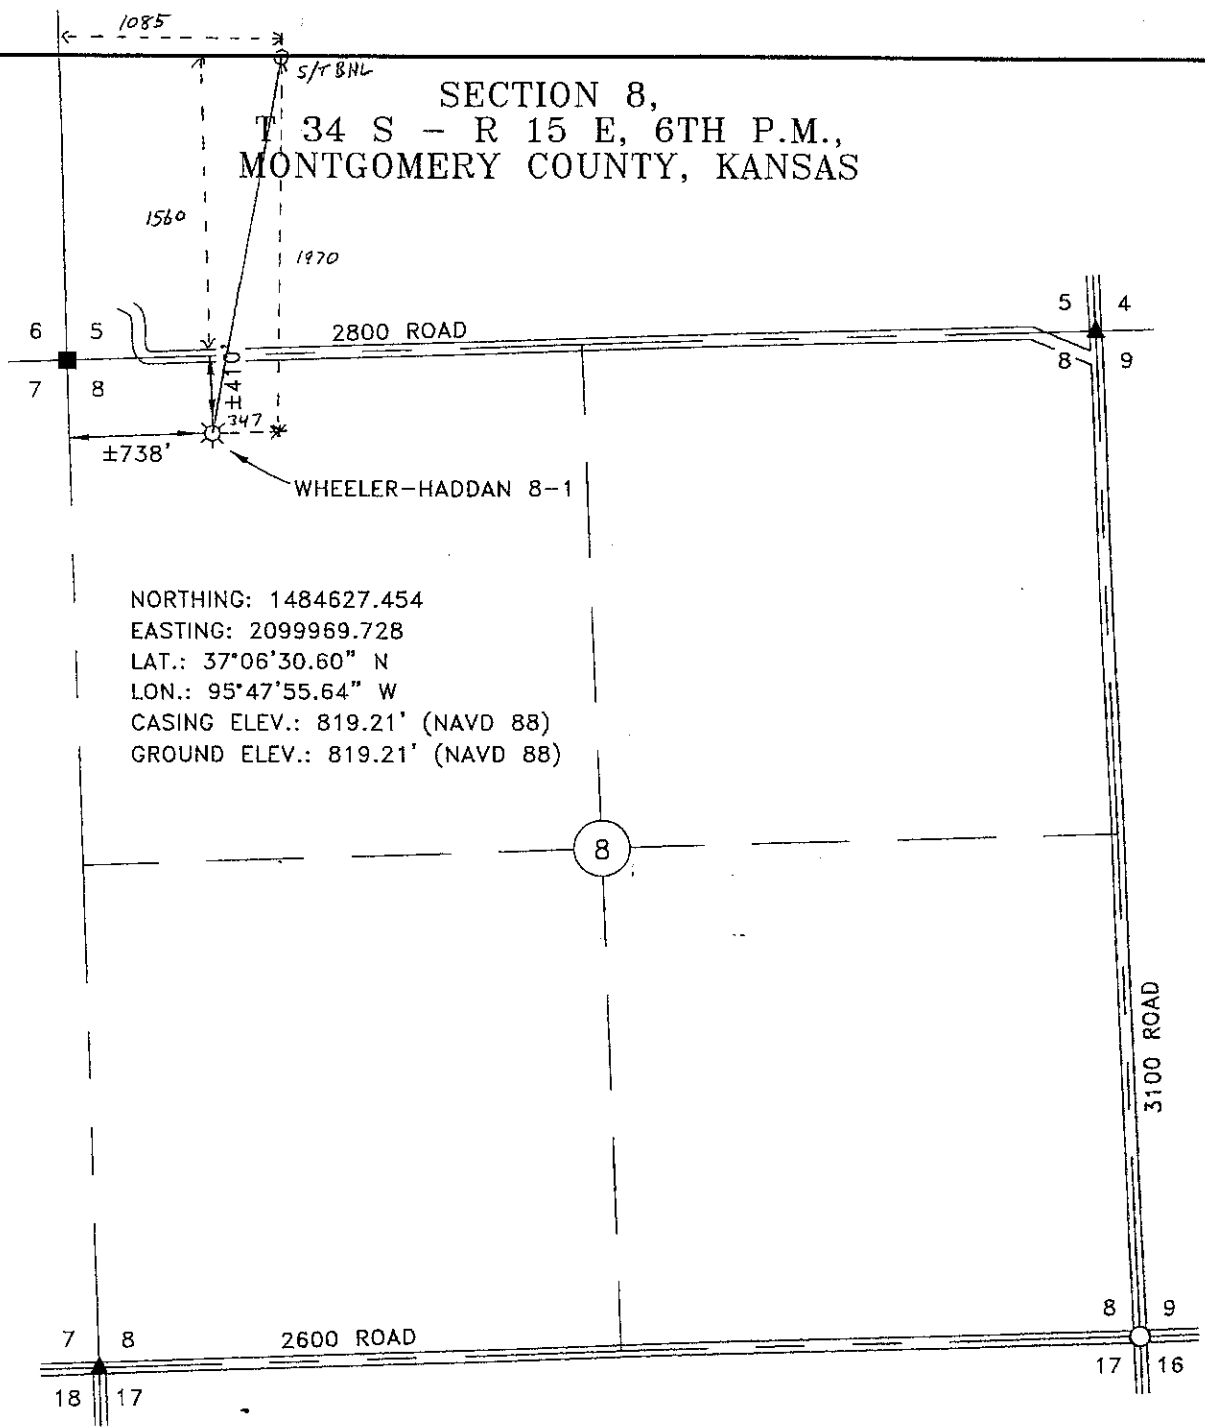 1085
S/T BHL
SECTION 8,
T 34 S – R 15 E, 6TH P.M.,
MONTGOMERY COUNTY, KANSAS
1560
1970
5 4
6 5
2800 ROAD
7 8
8 9
±410'
347
±738'
WHEELER–HADDAN 8–1
NORTHING: 1484627.454
EASTING: 2099969.728
LAT.: 37°06'30.60" N
LON.: 95°47'55.64" W
CASING ELEV.: 819.21' (NAVD 88)
GROUND ELEV.: 819.21' (NAVD 88)
8
3100 ROAD
8 9
7 8
2600 ROAD
17 16
18 17